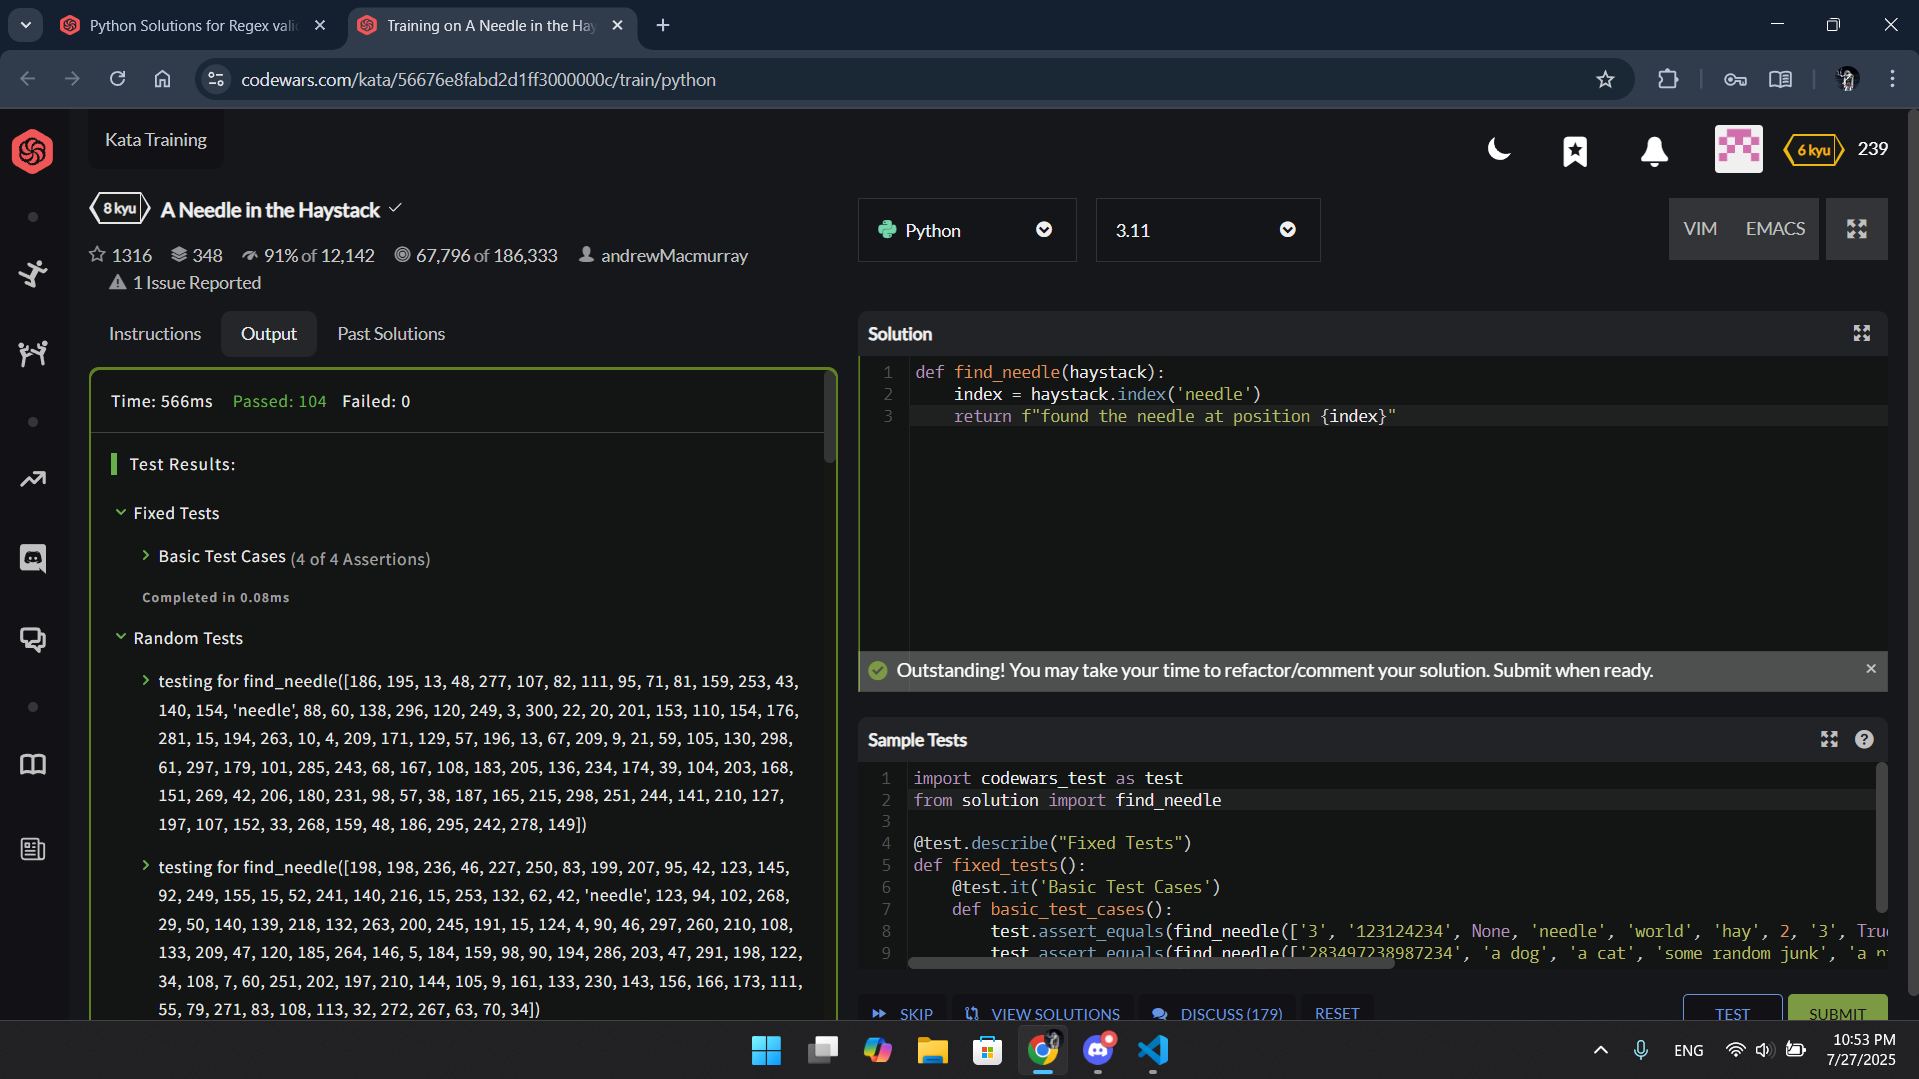 Python Solutions for Regex vali
Training on A Needle in the Hay
codewars.com/kata/56676e8fabd2d1ff3000000c/train/python
Kata Training
6 kyu
239
8 kyu
A Needle in the Haystack
1316
348
91% of 12,142
67,796 of 186,333
andrewMacmurray
1 Issue Reported
Python
3.11
VIM
EMACS
Instructions
Output
Past Solutions
Time: 566ms Passed: 104 Failed: 0
Test Results:
Fixed Tests
Basic Test Cases (4 of 4 Assertions)
Completed in 0.08ms
Random Tests
testing for find_needle([186, 195, 13, 48, 277, 107, 82, 111, 95, 71, 81, 159, 253, 43,
140, 154, 'needle', 88, 60, 138, 296, 120, 249, 3, 300, 22, 20, 201, 153, 110, 154, 176,
281, 15, 194, 263, 10, 4, 209, 171, 129, 57, 196, 13, 67, 209, 9, 21, 59, 105, 130, 298,
61, 297, 179, 101, 285, 243, 68, 167, 108, 183, 205, 136, 234, 174, 39, 104, 203, 168,
151, 269, 42, 206, 180, 231, 98, 57, 38, 187, 165, 215, 298, 251, 244, 141, 210, 127,
197, 107, 152, 33, 268, 159, 48, 186, 295, 242, 278, 149])
testing for find_needle([198, 198, 236, 46, 227, 250, 83, 199, 207, 95, 42, 123, 145,
92, 249, 155, 15, 52, 241, 140, 216, 15, 253, 132, 62, 42, 'needle', 123, 94, 102, 268,
29, 50, 140, 139, 218, 132, 263, 200, 245, 191, 15, 124, 4, 90, 46, 297, 260, 210, 108,
133, 209, 47, 120, 185, 264, 146, 5, 184, 159, 98, 90, 194, 286, 203, 47, 291, 198, 122,
34, 108, 7, 60, 251, 202, 197, 210, 144, 105, 9, 161, 133, 230, 143, 156, 166, 173, 111,
55, 79, 271, 83, 108, 113, 32, 272, 267, 63, 70, 34])
Solution
1 def find_needle(haystack):
2     index = haystack.index('needle')
3     return f"found the needle at position {index}"
Outstanding! You may take your time to refactor/comment your solution. Submit when ready.
Sample Tests
1 import codewars_test as test
2 from solution import find_needle
3
4 @test.describe("Fixed Tests")
5 def fixed_tests():
6     @test.it('Basic Test Cases')
7     def basic_test_cases():
8         test.assert_equals(find_needle(['3', '123124234', None, 'needle', 'world', 'hay', 2, '3', Tru
9         test.assert_equals(find_needle(['283497238987234', 'a dog', 'a cat', 'some random junk', 'a
SKIP
VIEW SOLUTIONS
DISCUSS (179)
RESET
TEST
SUBMIT
ENG
10:53 PM
7/27/2025